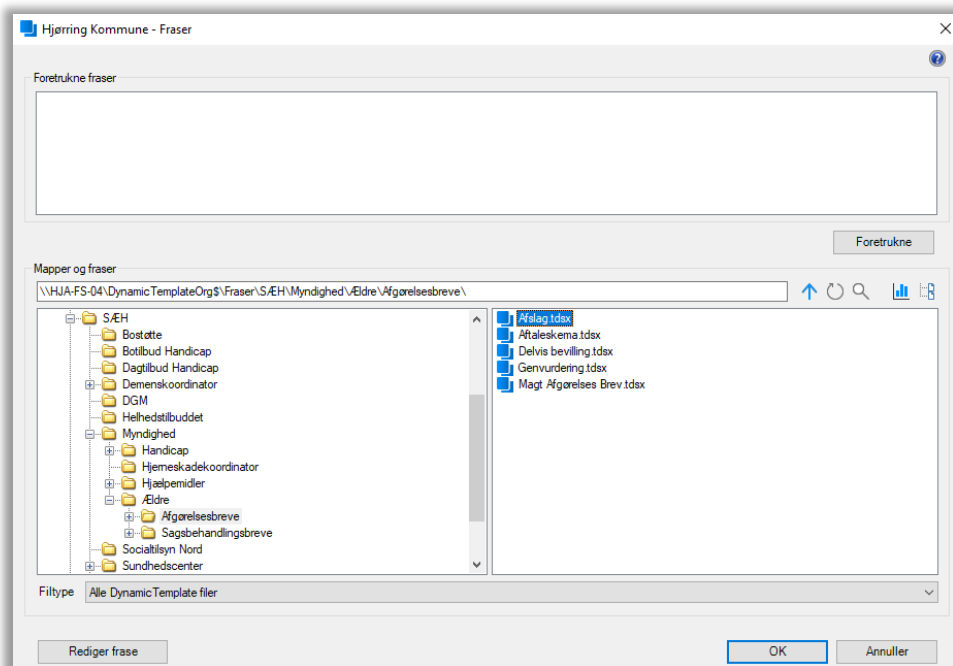 Hjørring Kommune - Fraser
Foretrukne fraser
Foretrukne
Mapper og fraser
\\HJA-FS-04\DynamicTemplateOrg$\Fraser\SÆH\Myndighed\Ældre\Afgørelsesbreve\
SÆH
Bostøtte
Botilbud Handicap
Dagtilbud Handicap
Demenskoordinator
DGM
Helhedstilbuddet
Myndighed
Handicap
Hjerneskadekoordinator
Hjælpemidler
Ældre
Afgørelsesbreve
Sagsbehandlingsbreve
Socialtilsyn Nord
Sundhedscenter
Afslag.tdsx
Aftaleskema.tdsx
Delvis bevilling.tdsx
Genvurdering.tdsx
Magt Afgørelses Brev.tdsx
Filtype Alle DynamicTemplate filer
Rediger frase OK Annuller